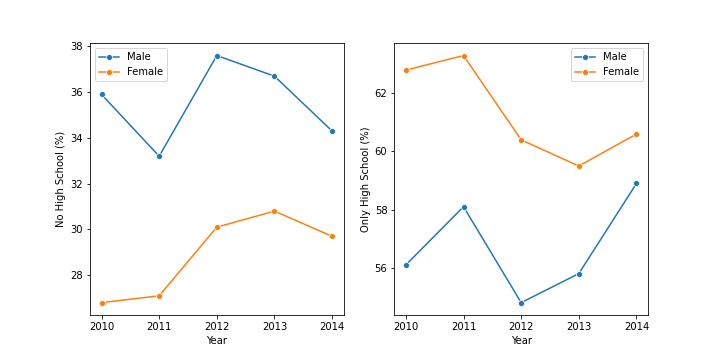 38
36
34
32
30
28
No High School (%)
Male
Female
2010 2011 2012 2013 2014
Year
62
60
58
56
Only High School (%)
Male
Female
2010 2011 2012 2013 2014
Year